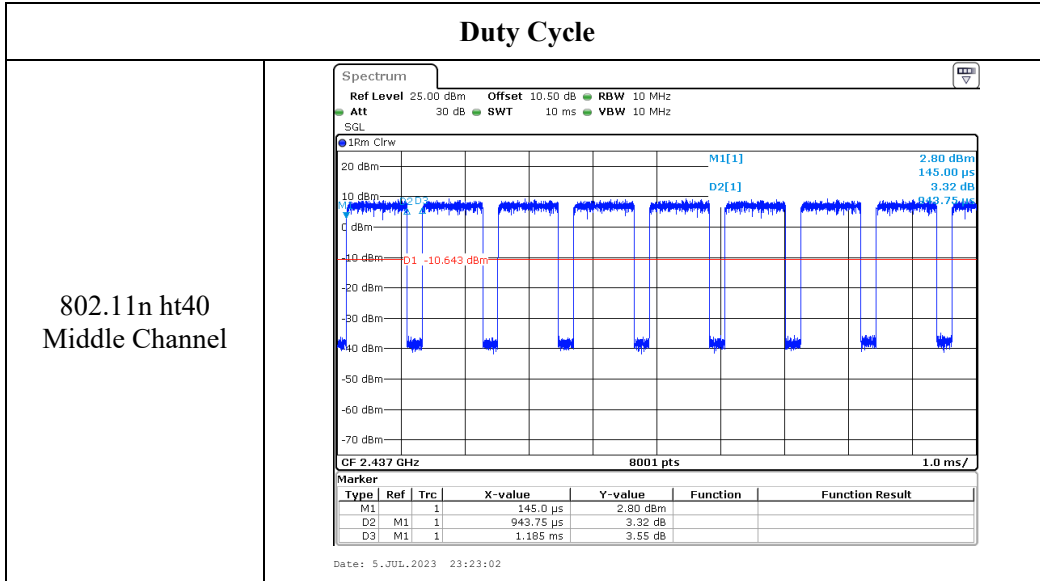 Duty Cycle
802.11n ht40
Middle Channel
Spectrum
Ref Level 25.00 dBm Offset 10.50 dB RBW 10 MHz
Att 30 dB SWT 10 ms VBW 10 MHz
SGL
1Rm Clrw
M1[1] 2.80 dBm
145.00 µs
D2[1] 3.32 dB
943.75 µs
20 dBm
10 dBm
M1 D2 D3
0 dBm
-10 dBm
D1 -10.643 dBm
-20 dBm
-30 dBm
-40 dBm
-50 dBm
-60 dBm
-70 dBm
CF 2.437 GHz 8001 pts 1.0 ms/
Marker
Type Ref Trc X-value Y-value Function Function Result
M1 1 145.0 µs 2.80 dBm
D2 M1 1 943.75 µs 3.32 dB
D3 M1 1 1.185 ms 3.55 dB
Date: 5.JUL.2023 23:23:02